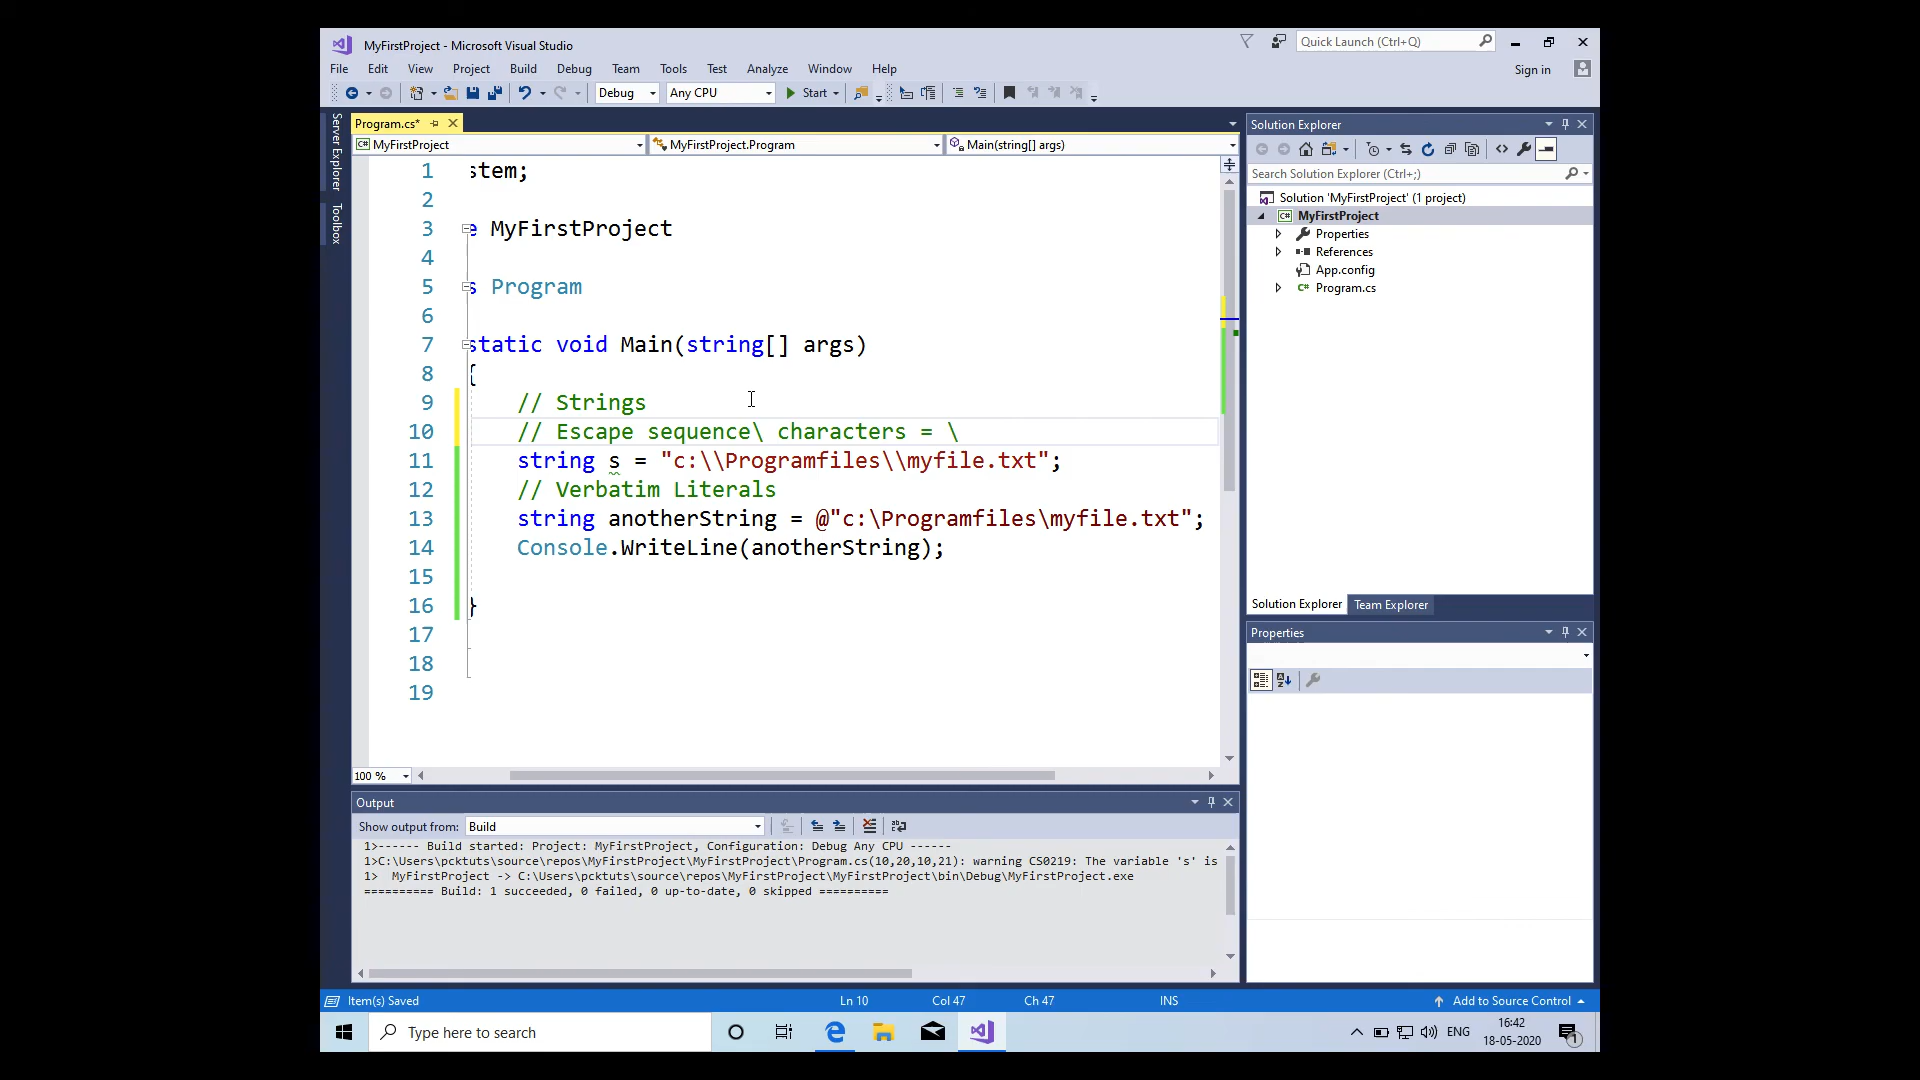 MyFirstProject - Microsoft Visual Studio
Quick Launch (Ctrl+Q)
File Edit View Project Build Debug Team Tools Test Analyze Window Help
Sign in
Debug Any CPU Start
Server Explorer
Toolbox
Program.cs*
MyFirstProject MyFirstProject.Program Main(string[] args)
1 stem;
2
3 e MyFirstProject
4
5 s Program
6
7 static void Main(string[] args)
8 {
9 // Strings
10 // Escape sequence\ characters = \
11 string s = "c:\\Programfiles\\myfile.txt";
12 // Verbatim Literals
13 string anotherString = @"c:\Programfiles\myfile.txt";
14 Console.WriteLine(anotherString);
15
16 }
17
18
19
100 %
Solution Explorer
Search Solution Explorer (Ctrl+;)
Solution 'MyFirstProject' (1 project)
C# MyFirstProject
Properties
References
App.config
C# Program.cs
Solution Explorer Team Explorer
Properties
Output
Show output from: Build
1>------ Build started: Project: MyFirstProject, Configuration: Debug Any CPU ------
1>C:\Users\pcktuts\source\repos\MyFirstProject\MyFirstProject\Program.cs(10,20,10,21): warning CS0219: The variable 's' is
1>  MyFirstProject -> C:\Users\pcktuts\source\repos\MyFirstProject\MyFirstProject\bin\Debug\MyFirstProject.exe
========== Build: 1 succeeded, 0 failed, 0 up-to-date, 0 skipped ==========
Item(s) Saved Ln 10 Col 47 Ch 47 INS Add to Source Control
Type here to search
ENG
16:42
18-05-2020
1